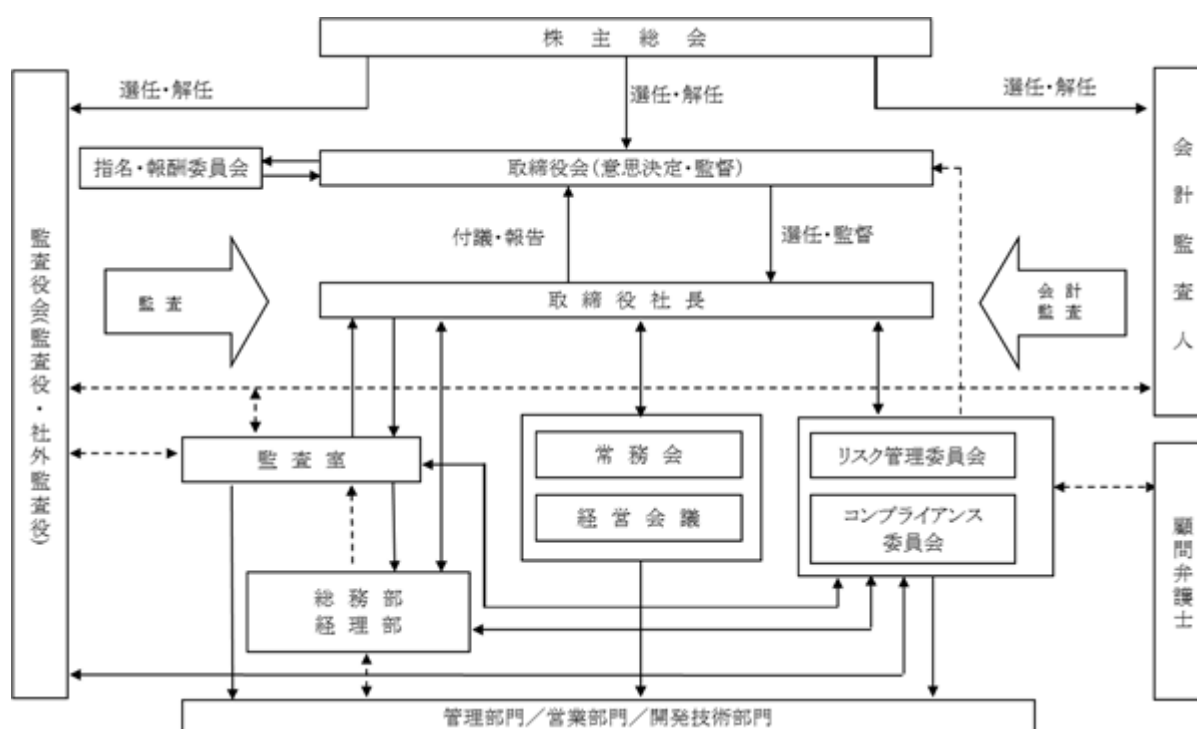 株主総会
選任・解任
選任・解任
選任・解任
指名・報酬委員会
取締役会(意思決定・監督)
付議・報告
選任・監督
監査
取締役社長
会計
監査
監査役会(監査役・社外監査役)
会計監査人
監査室
常務会
経営会議
リスク管理委員会
コンプライアンス
委員会
顧問弁護士
総務部
経理部
管理部門/営業部門/開発技術部門